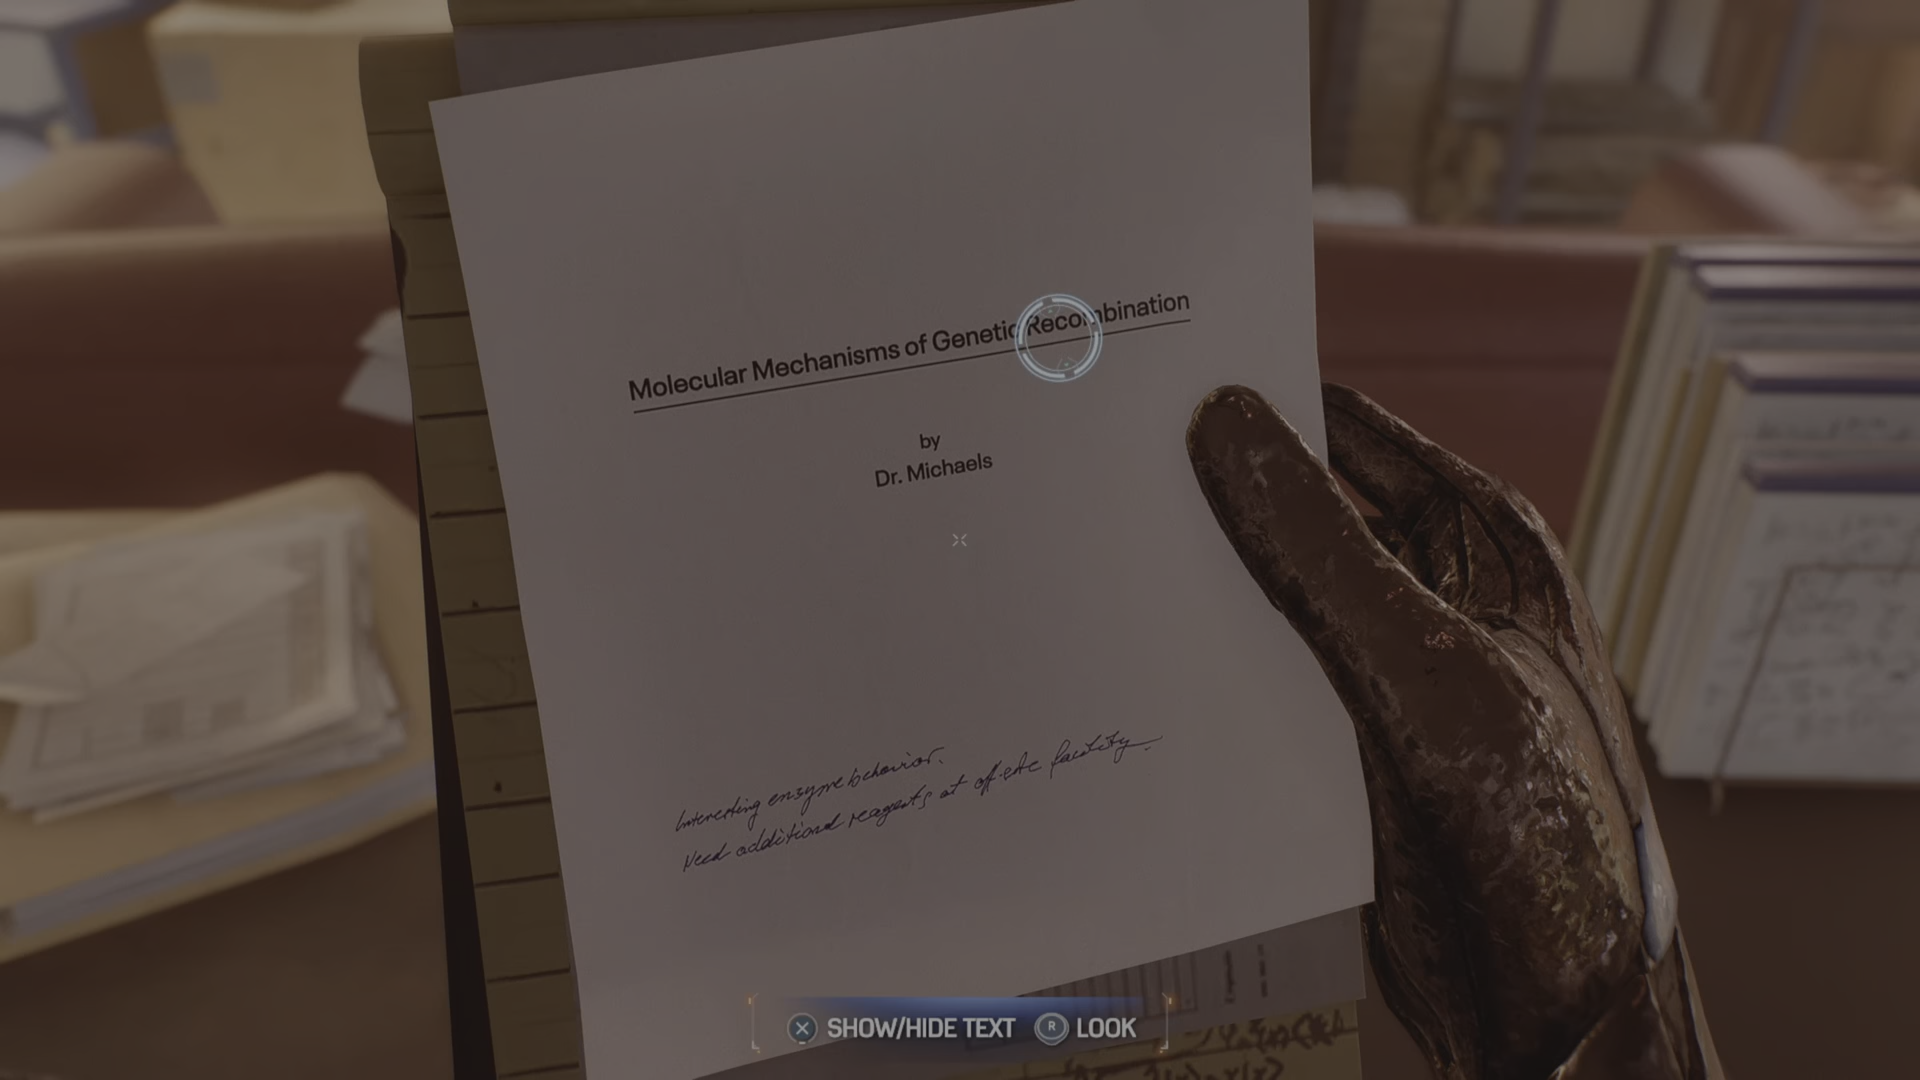 Molecular Mechanisms of Genetic Recombination
by
Dr. Michaels
Interesting enzyme behavior.
Need additional reagents at off-site facility.
SHOW/HIDE TEXT R LOOK